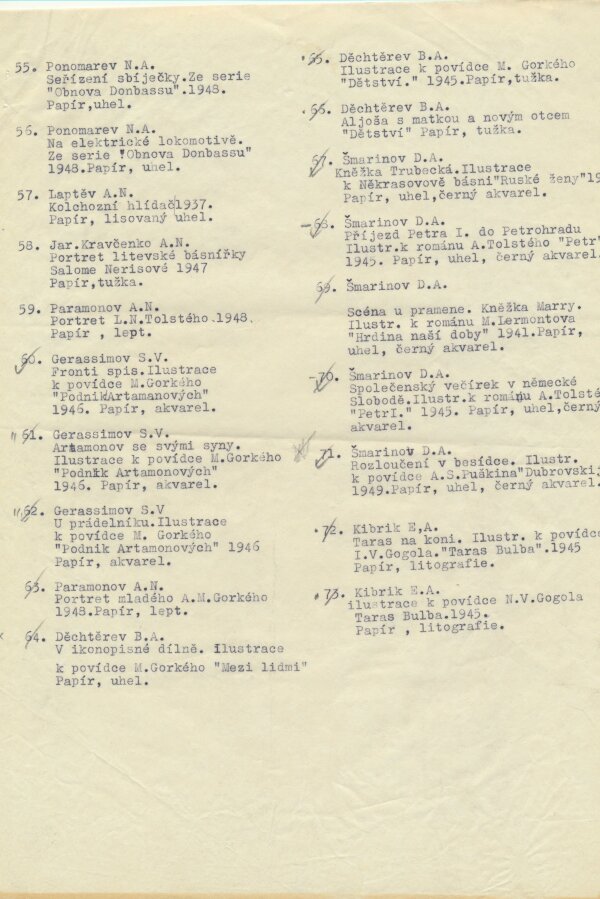 55. Ponomarev N.A.
Seřízení sbíječky.Ze serie
"Obnova Donbassu".1948.
Papír,uhel.
56. Ponomarev N.A.
Na elektrické lokomotivě.
Ze serie "Obnova Donbassu"
1948.Papír, uhel.
57. Laptěv A.N.
Kolchozní hlídač1937.
Papír, lisovaný uhel.
58. Jar.Kravčenko A.N.
Portret litevské básnířky
Salome Nerisové 1947
Papír,tužka.
59. Paramonov A.N.
Portret L.N.Tolstého.1948.
Papír , lept.
60. Gerassimov S.V.
Fronti spis.Ilustrace
k povídce M.Gorkého
"PodnikArtamanových"
1946. Papír, akvarel.
61. Gerassimov S.V.
Artamonov se svými syny.
Ilustrace k povídce M.Gorkého
"Podnik Artamonových"
1946. Papír, akvarel.
62. Gerassimov S.V
U prádelníku.Ilustrace
k povídce M. Gorkého
"Podnik Artamonových" 1946
Papír, akvarel.
63. Paramonov A.N.
Portret mladého A.M.Gorkého
1948.Papír, lept.
64. Děchtěrev B.A.
V ikonopisné dílně. Ilustrace
k povídce M.Gorkého "Mezi lidmi"
Papír, uhel.
65. Děchtěrev B.A.
Ilustrace k povídce M. Gorkého
"Dětství." 1945.Papír,tužka.
66. Děchtěrev B.A.
Aljoša s matkou a novým otcem
"Dětství" Papír, tužka.
67. Šmarinov D.A.
Kněžka Trubecká.Ilustrace
k Někrasovově básni"Ruské ženy"19
Papír, uhel,černý akvarel.
68. Šmarinov D.A.
Příjezd Petra I. do Petrohradu
Ilustr.k románu A.Tolstého "Petr
1945. Papír, uhel, černý akvarel.
69. Šmarinov D.A.
Scéna u pramene. Kněžka Marry.
Ilustr. k románu M.Lermontova
"Hrdina naší doby" 1941.Papír,
uhel, černý akvarel.
70. Šmarinov D.A.
Společenský večírek v německé
Slobodě.Ilustr.k románu A.Tolsté
"PetrI." 1945. Papír, uhel,černý
akvarel.
71. Šmarinov D.A.
Rozloučení v besídce. Ilustr.
k povídce A.S.Puškina"Dubrovskij
1949.Papír, uhel, černý akvarel.
72. Kibrik E,A.
Taras na koni. Ilustr. k povídce
I.V.Gogola."Taras Bulba".1945
Papír, litografie.
73. Kibrik E.A.
ilustrace k povídce N.V.Gogola
Taras Bulba.1945.
Papír , litografie.